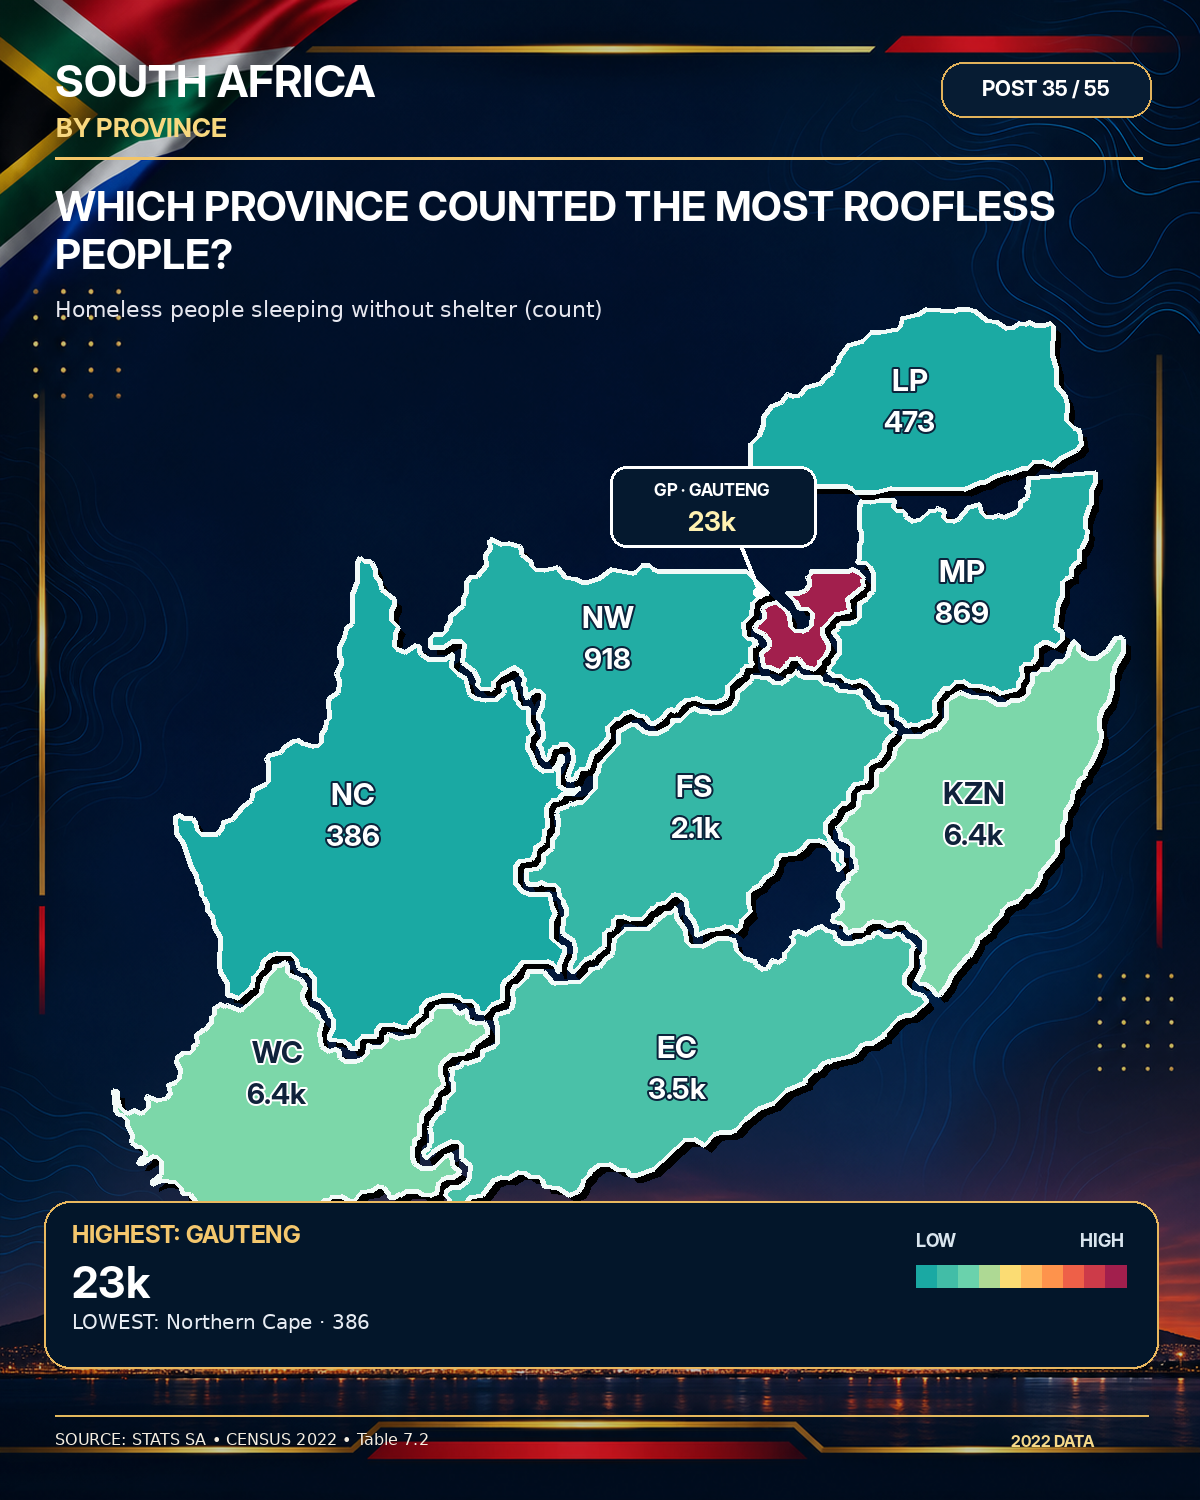 SOUTH AFRICA
BY PROVINCE
POST 35 / 55
WHICH PROVINCE COUNTED THE MOST ROOFLESS
PEOPLE?
Homeless people sleeping without shelter (count)
LP
473
GP · GAUTENG
23k
MP
869
NW
918
NC
386
FS
2.1k
KZN
6.4k
WC
6.4k
EC
3.5k
HIGHEST: GAUTENG
23k
LOWEST: Northern Cape · 386
LOW HIGH
SOURCE: STATS SA • CENSUS 2022 • Table 7.2
2022 DATA